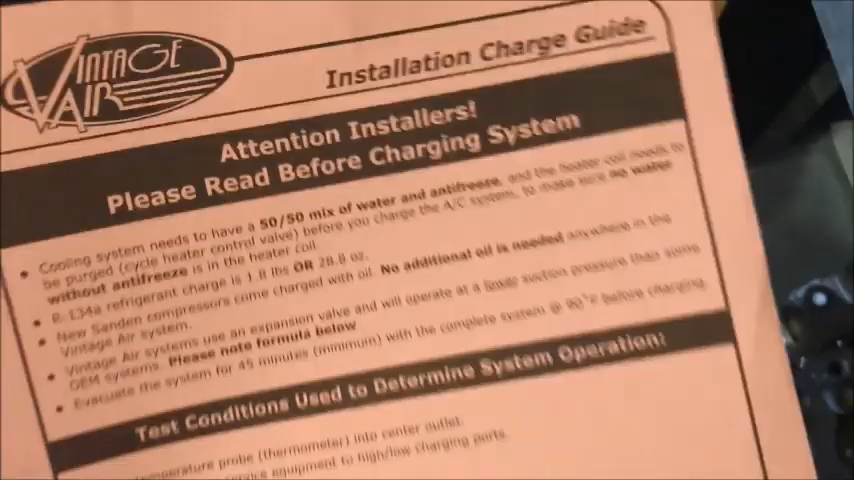 VINTAGE AIR
Installation Charge Guide
Attention Installers!
Please Read Before Charging System
• Cooling system needs to have a 50/50 mix of water and antifreeze, and the heater coil needs to
be purged (cycle heater control valve) before you charge the A/C system, to make sure no water
without antifreeze is in the heater coil.
• R-134a refrigerant charge is 1.8 lbs OR 28.8 oz.
• New Sanden compressors come charged with oil. No additional oil is needed anywhere in the
Vintage Air system.
• Vintage Air systems use an expansion valve and will operate at a lower suction pressure than some
OEM systems. Please note formula below
• Evacuate the system for 45 minutes (minimum) with the complete system @ 90°F before charging
Test Conditions Used to Determine System Operation:
temperature probe (thermometer) into center outlet.
service equipment to high/low charging ports.